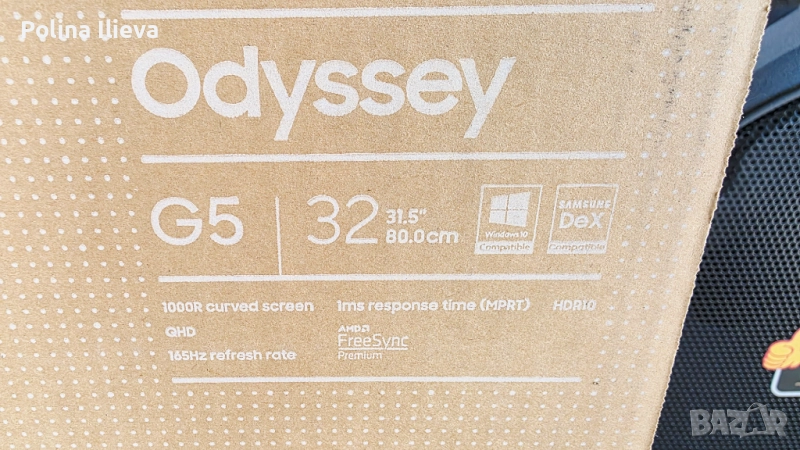 Polina Ilieva
Odyssey
G5 32 31.5" 80.0cm
Windows 10 Compatible
SAMSUNG DeX Compatible
1000R curved screen 1ms response time (MPRT) HDR10
QHD
AMD FreeSync Premium
165Hz refresh rate
BAZAR